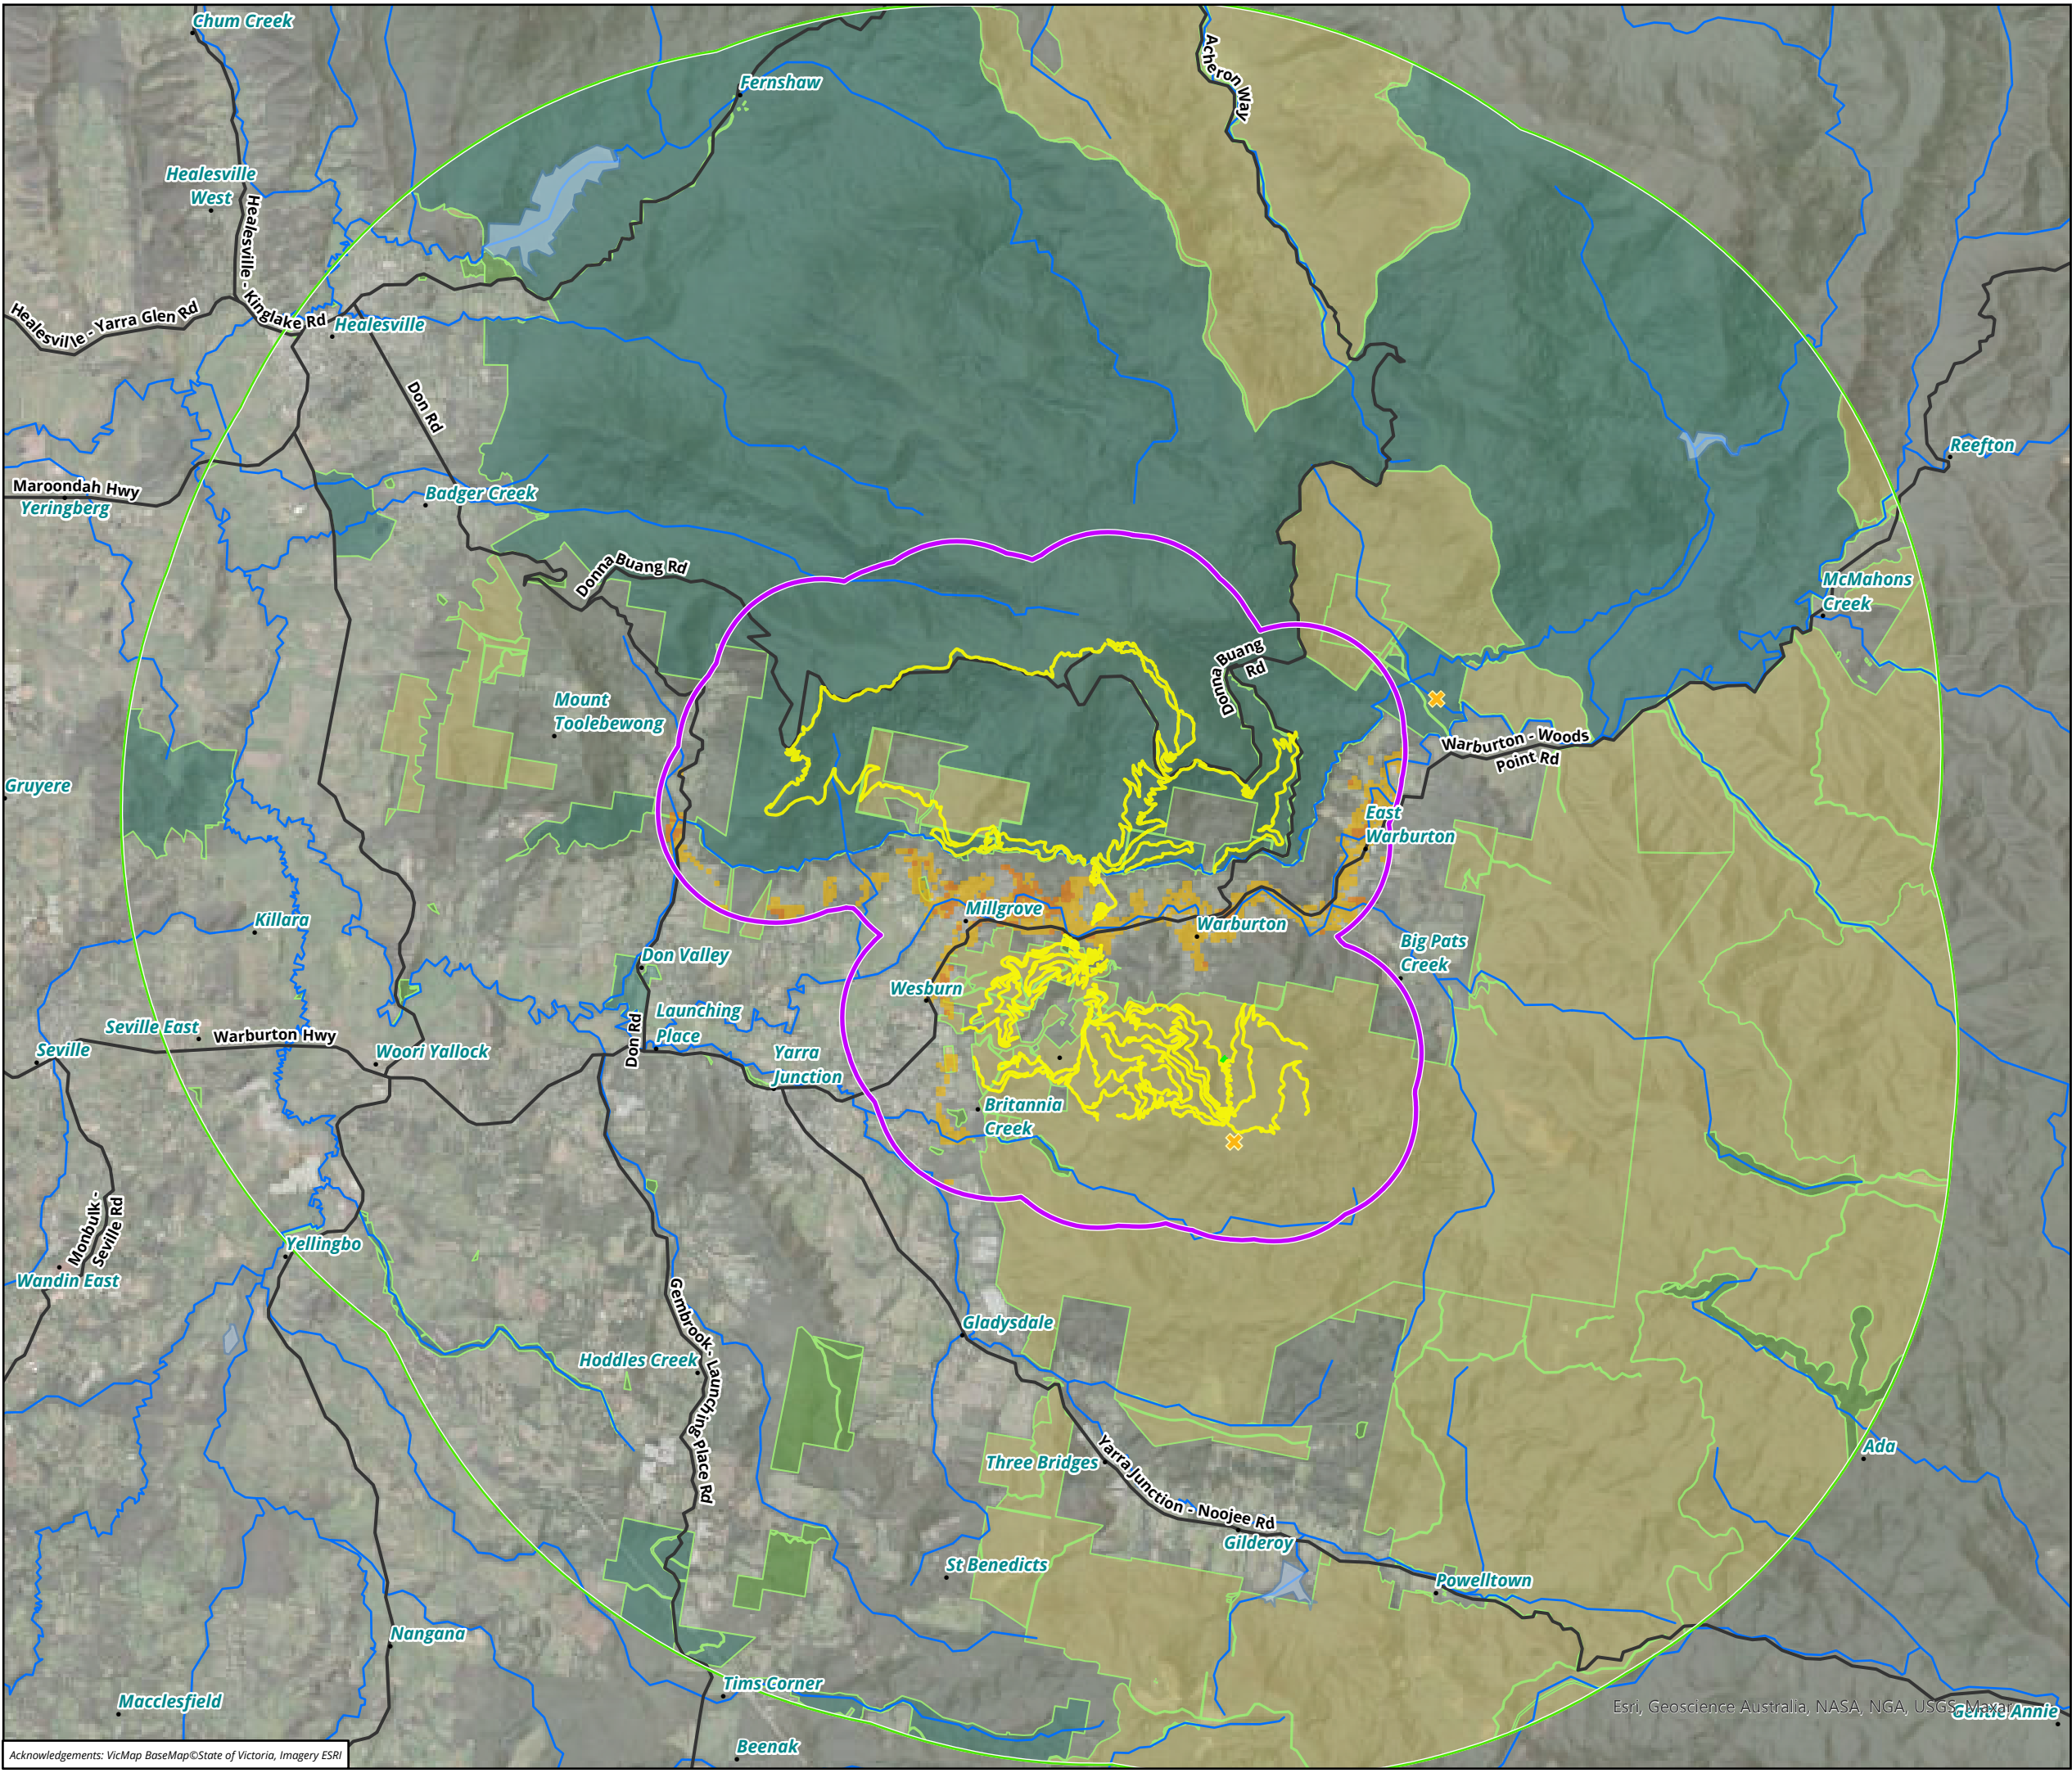 Chum Creek
Fernshaw
Acheron Way
Healesville
West
Healesville - Kinglake Rd
Healesville - Yarra Glen Rd
Healesville
Don Rd
Reefton
Maroondah Hwy
Yeringberg
Badger Creek
Donna Buang Rd
McMahons
Creek
Donna Buang
Rd
Mount
Toolebewong
Warburton - Woods
Point Rd
Gruyere
East
Warburton
Millgrove
Killara
Warburton
Big Pats
Creek
Don Valley
Wesburn
Launching
Place
Seville East
Warburton Hwy
Don Rd
Seville
Woori Yallock
Yarra
Junction
Britannia
Creek
Monbulk -
Seville Rd
Yellingbo
Wandin East
Gembrook - Launching Place Rd
Gladysdale
Hoddles Creek
Three Bridges
Yarra Junction - Noojee Rd
Ada
Gilderoy
St Benedicts
Powelltown
Nangana
Tims Corner
Macclesfield
Esri, Geoscience Australia, NASA, NGA, USGS, Maxar
Gentle Annie
Beenak
Acknowledgements: VicMap BaseMap©State of Victoria, Imagery ESRI